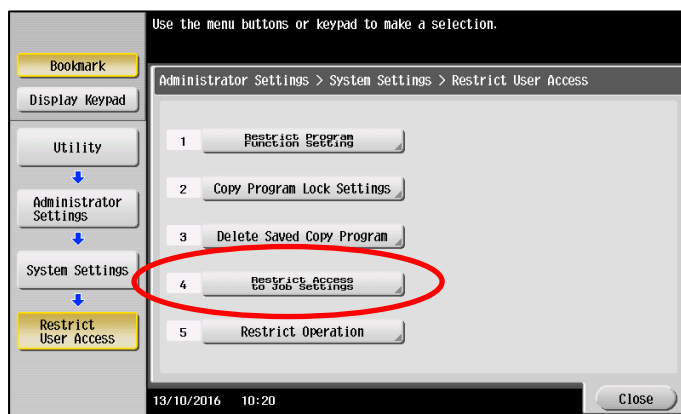 Use the menu buttons or keypad to make a selection.
Bookmark
Display Keypad
Utility
Administrator
Settings
System Settings
Restrict
User Access
Administrator Settings > System Settings > Restrict User Access
1 Restrict Program
Function Setting
2 Copy Program Lock Settings
3 Delete Saved Copy Program
4 Restrict Access
to Job Settings
5 Restrict Operation
13/10/2016 10:20
Close